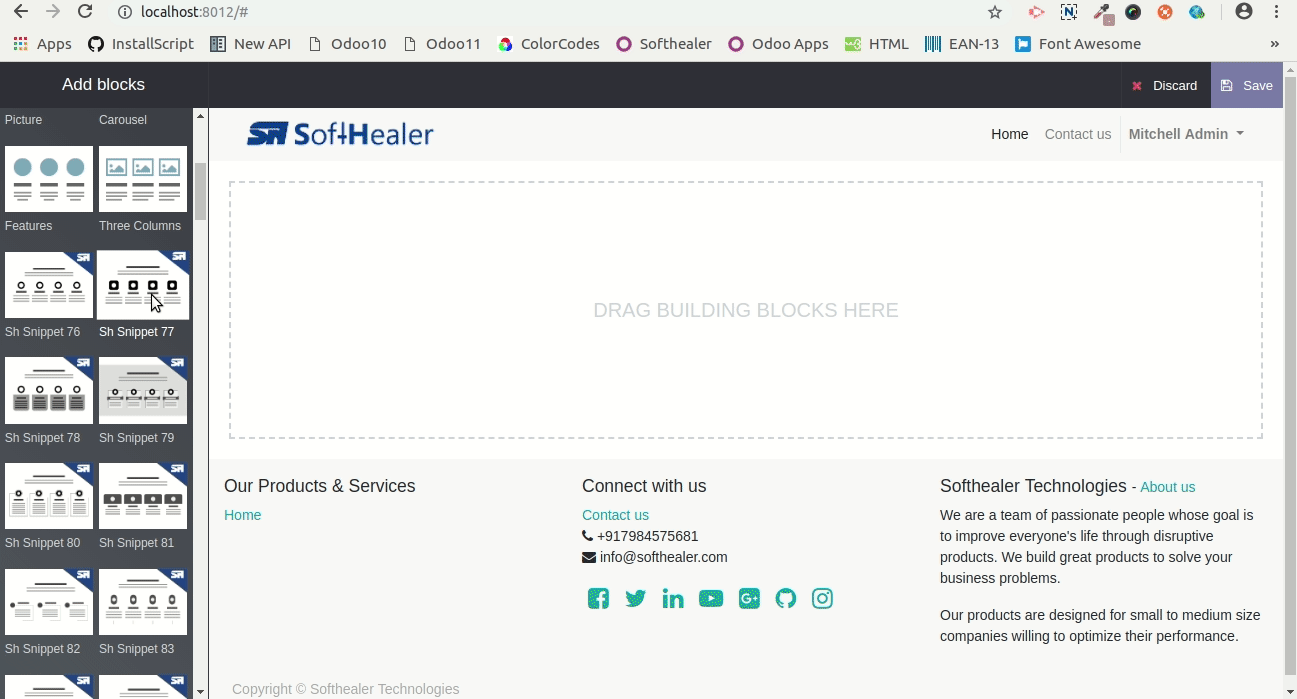 localhost:8012/#
Apps InstallScript New API Odoo10 Odoo11 ColorCodes Softhealer Odoo Apps HTML EAN-13 Font Awesome »
Add blocks
Discard Save
Picture Carousel
SoftHealer
Home Contact us Mitchell Admin
Features Three Columns
DRAG BUILDING BLOCKS HERE
Sh Snippet 76 Sh Snippet 77
Sh Snippet 78 Sh Snippet 79
Sh Snippet 80 Sh Snippet 81
Sh Snippet 82 Sh Snippet 83
Our Products & Services
Home
Connect with us
Contact us
+917984575681
info@softhealer.com
Softhealer Technologies - About us
We are a team of passionate people whose goal is
to improve everyone's life through disruptive
products. We build great products to solve your
business problems.
Our products are designed for small to medium size
companies willing to optimize their performance.
Copyright © Softhealer Technologies